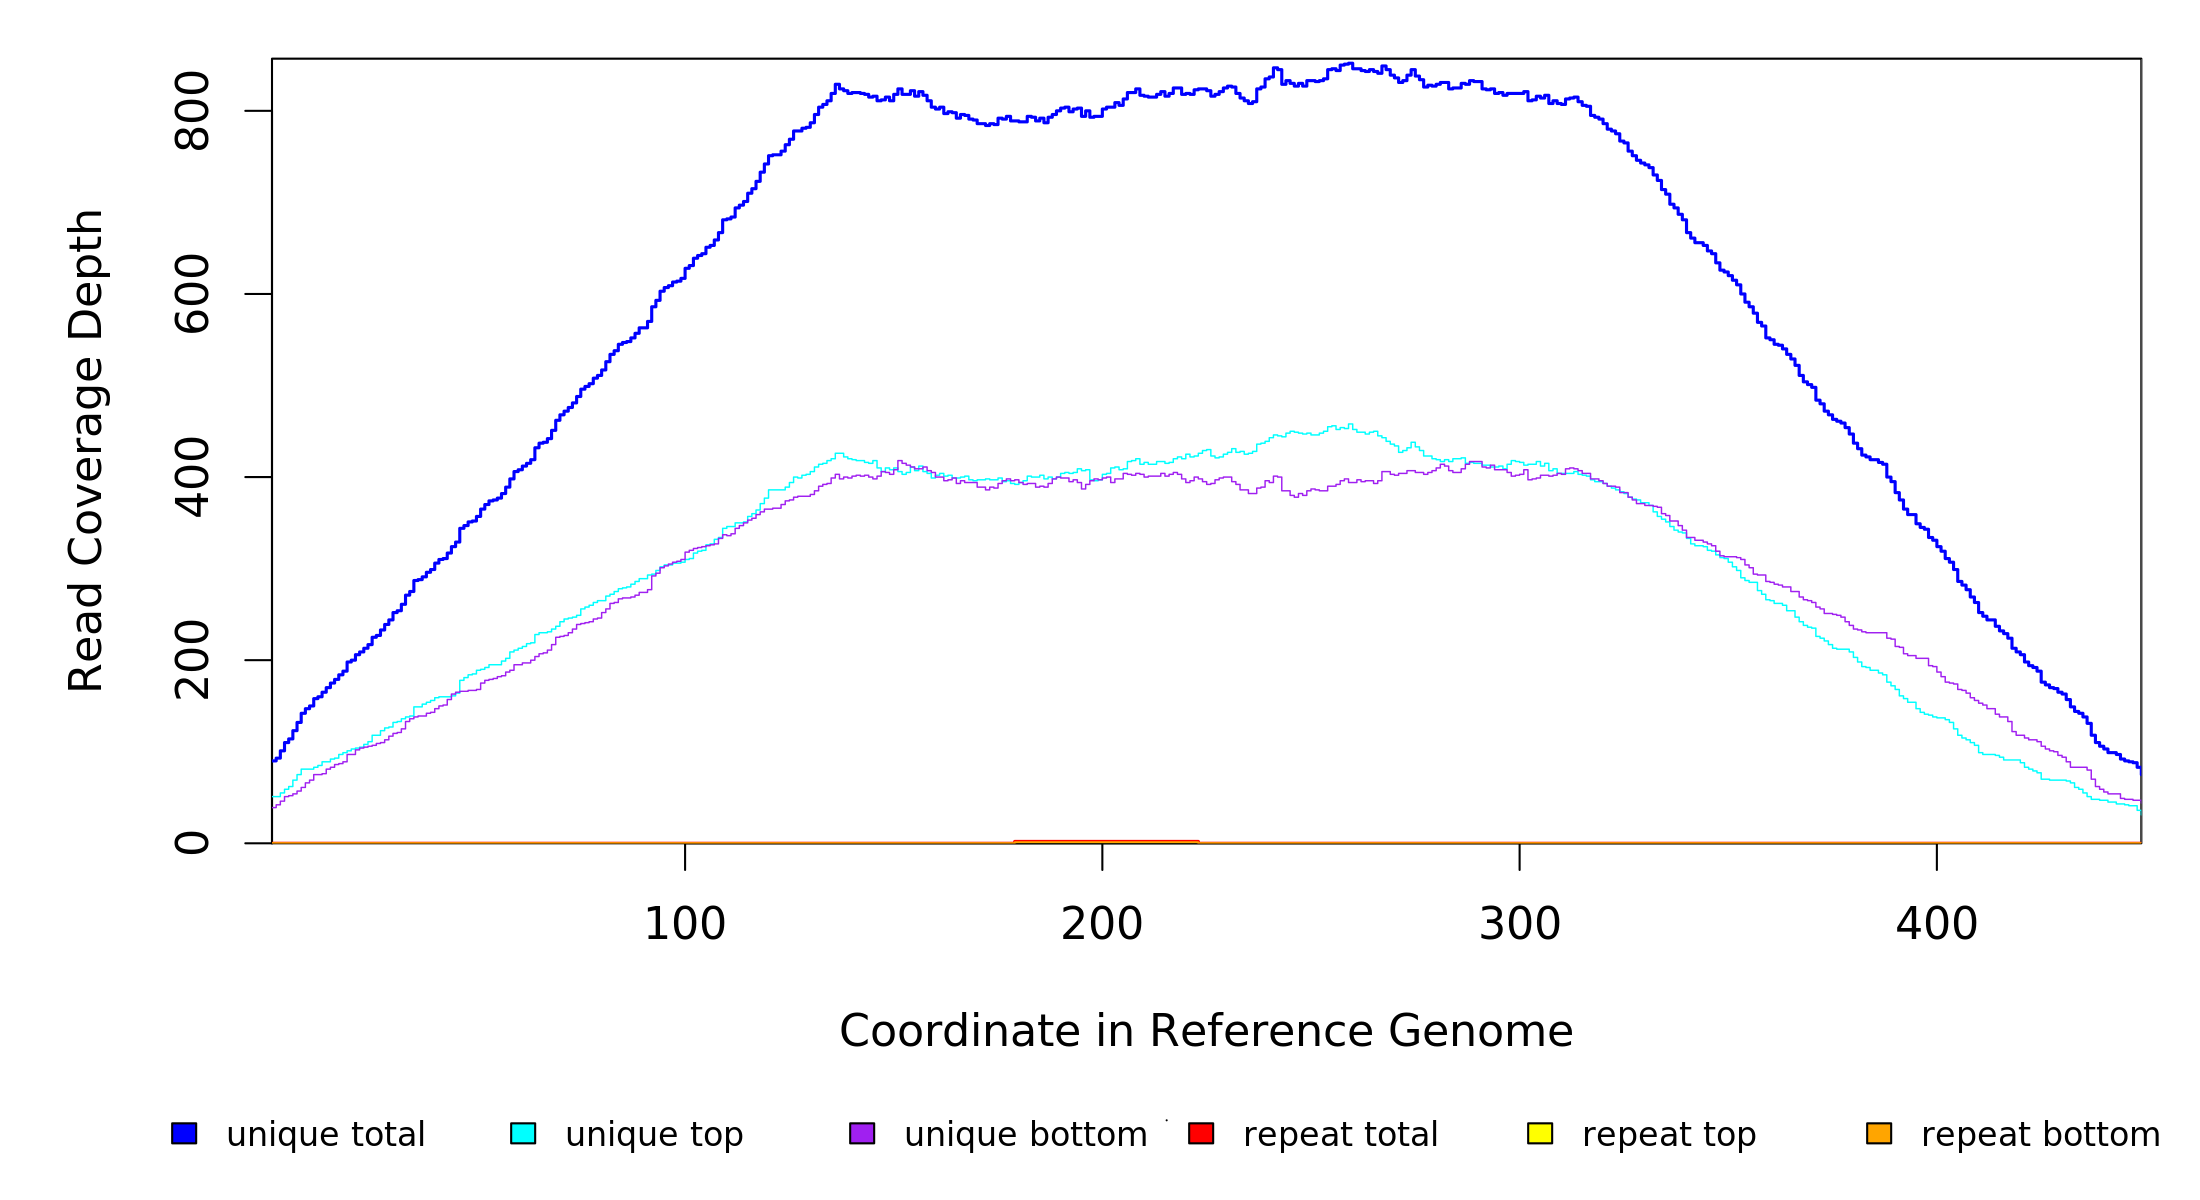 Read Coverage Depth
800
600
400
200
0
100 200 300 400
Coordinate in Reference Genome
unique total unique top unique bottom repeat total repeat top repeat bottom